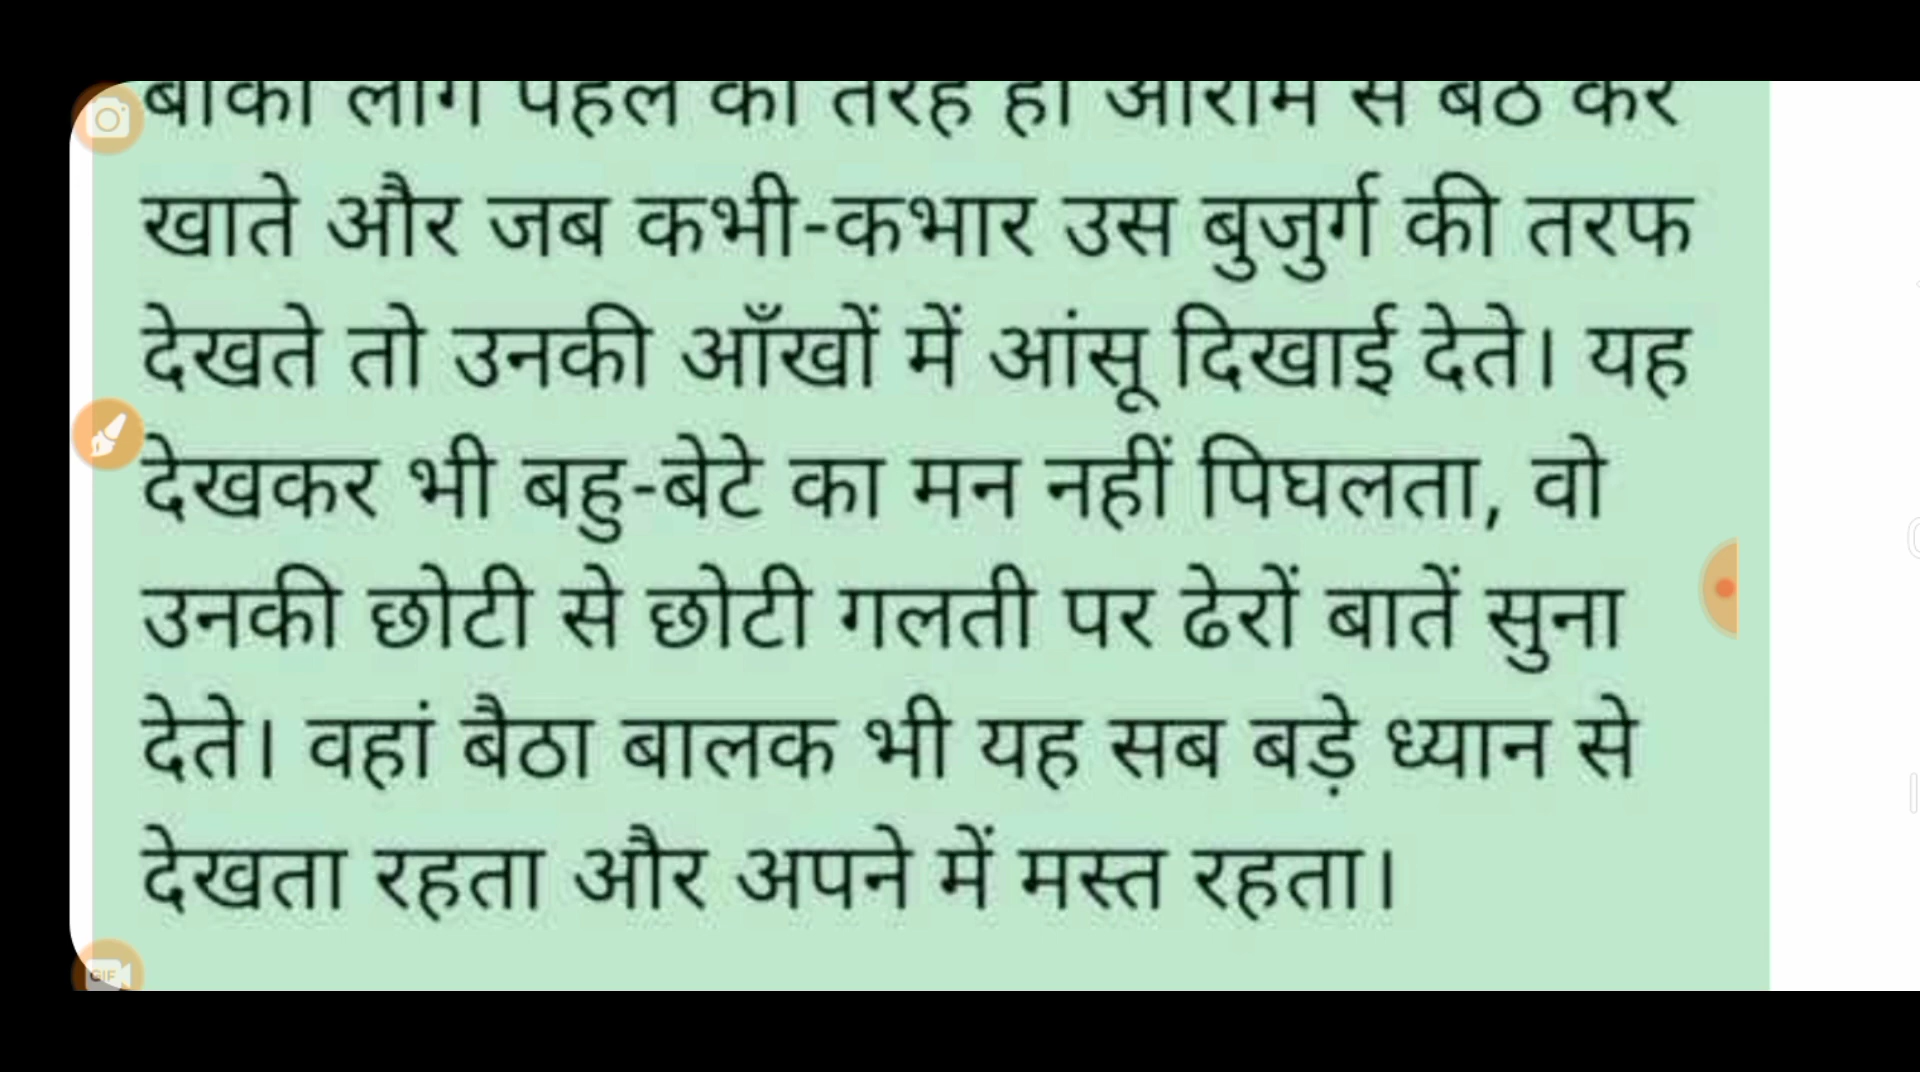 बाकी लोग पहले की तरह ही आराम से बैठ कर
खाते और जब कभी-कभार उस बुजुर्ग की तरफ
देखते तो उनकी आँखों में आंसू दिखाई देते। यह
देखकर भी बहु-बेटे का मन नहीं पिघलता, वो
उनकी छोटी से छोटी गलती पर ढेरों बातें सुना
देते। वहां बैठा बालक भी यह सब बड़े ध्यान से
देखता रहता और अपने में मस्त रहता।
GIF